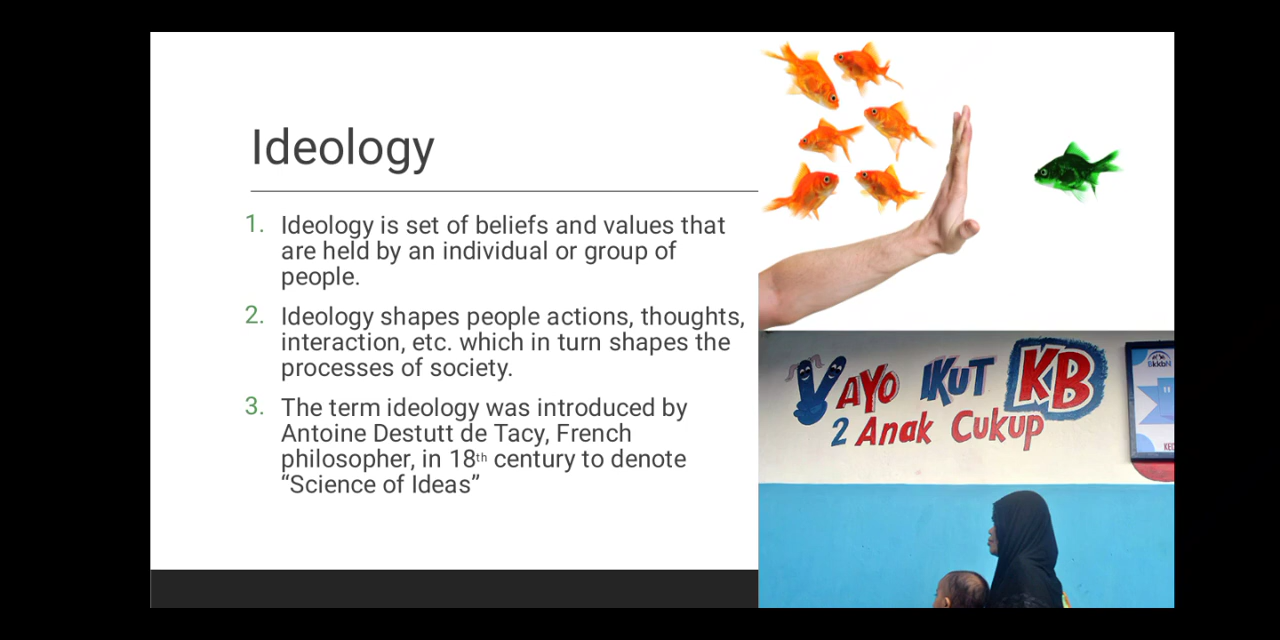 Ideology
1. Ideology is set of beliefs and values that
are held by an individual or group of
people.
2. Ideology shapes people actions, thoughts,
interaction, etc. which in turn shapes the
processes of society.
3. The term ideology was introduced by
Antoine Destutt de Tacy, French
philosopher, in 18th century to denote
“Science of Ideas”
AYO IKUT KB
2 Anak Cukup
BkkbN
KEC